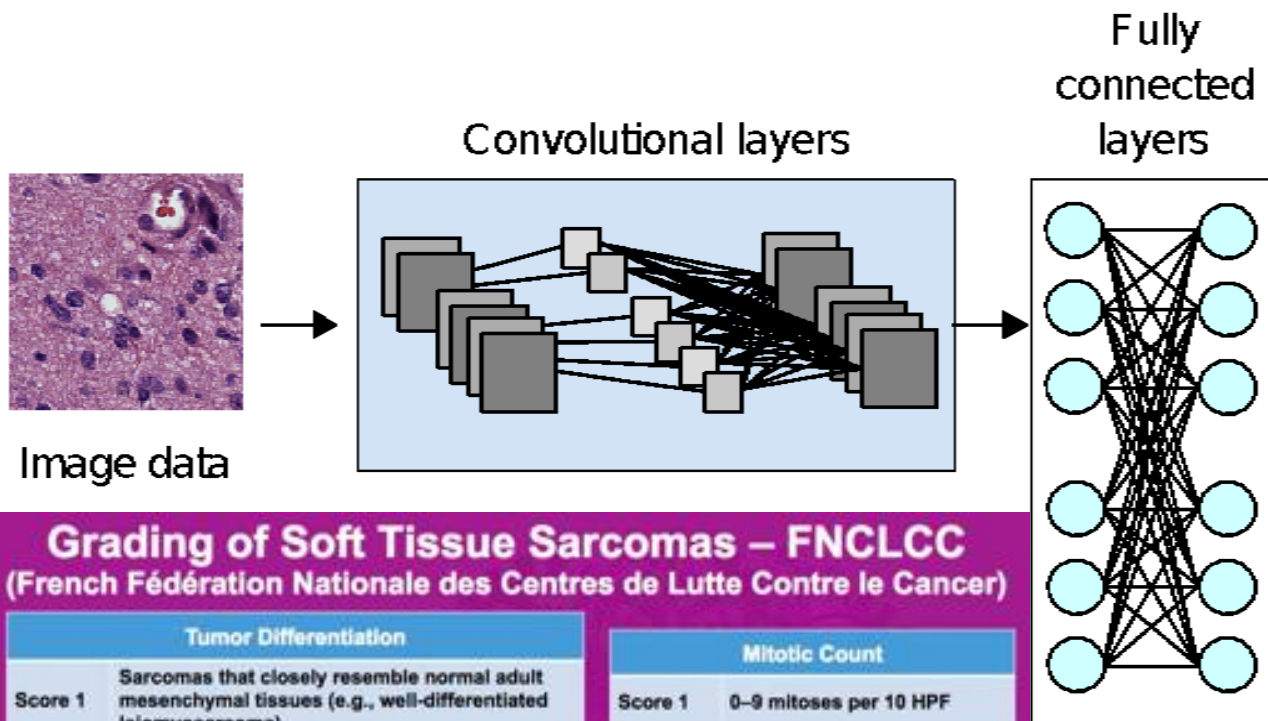 Fully
connected
layers
Convolutional layers
Image data
Grading of Soft Tissue Sarcomas – FNCLCC
(French Fédération Nationale des Centres de Lutte Contre le Cancer)
Tumor Differentiation
Score 1
Sarcomas that closely resemble normal adult
mesenchymal tissues (e.g., well-differentiated
Mitotic Count
Score 1
0–9 mitoses per 10 HPF